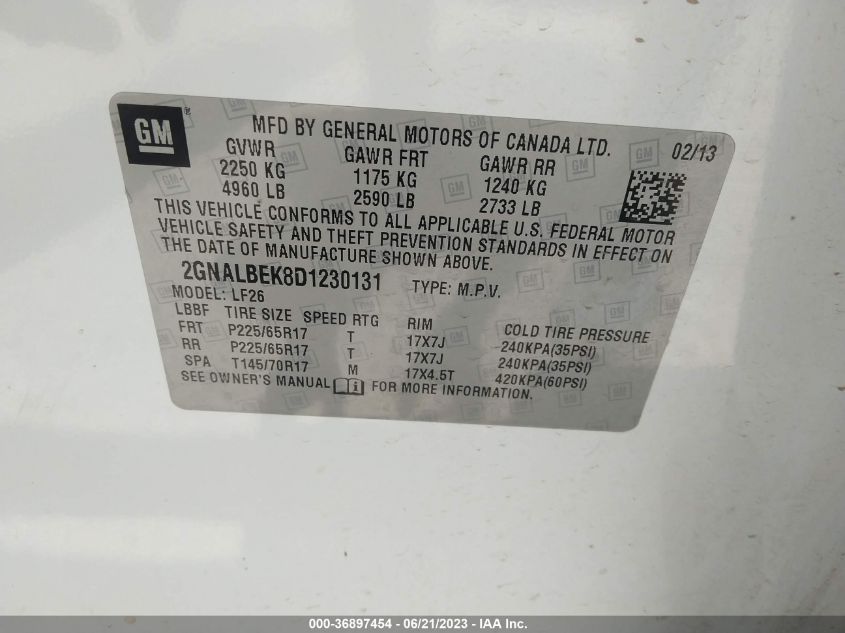 GM ®
MFD BY GENERAL MOTORS OF CANADA LTD. 02/13
GVWR GAWR FRT GAWR RR
2250 KG 1175 KG 1240 KG
4960 LB 2590 LB 2733 LB
THIS VEHICLE CONFORMS TO ALL APPLICABLE U.S. FEDERAL MOTOR
VEHICLE SAFETY AND THEFT PREVENTION STANDARDS IN EFFECT ON
THE DATE OF MANUFACTURE SHOWN ABOVE.
2GNALBEK8D1230131 TYPE: M.P.V.
MODEL: LF26
LBBF TIRE SIZE SPEED RTG RIM COLD TIRE PRESSURE
FRT P225/65R17 T 17X7J 240KPA(35PSI)
RR P225/65R17 T 17X7J 240KPA(35PSI)
SPA T145/70R17 M 17X4.5T 420KPA(60PSI)
SEE OWNER'S MANUAL i FOR MORE INFORMATION.
000-36897454 / 06/21/2023 - IAA Inc.